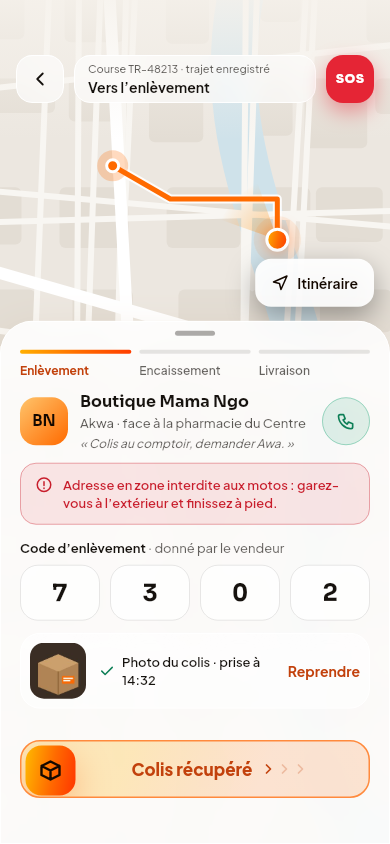 Course TR-48213 · trajet enregistré
Vers l’enlèvement
SOS
Itinéraire
Enlèvement
Encaissement
Livraison
BN
Boutique Mama Ngo
Akwa · face à la pharmacie du Centre
« Colis au comptoir, demander Awa. »
Adresse en zone interdite aux motos : garez-
vous à l’extérieur et finissez à pied.
Code d’enlèvement · donné par le vendeur
7 3 0 2
Photo du colis · prise à
14:32
Reprendre
Colis récupéré